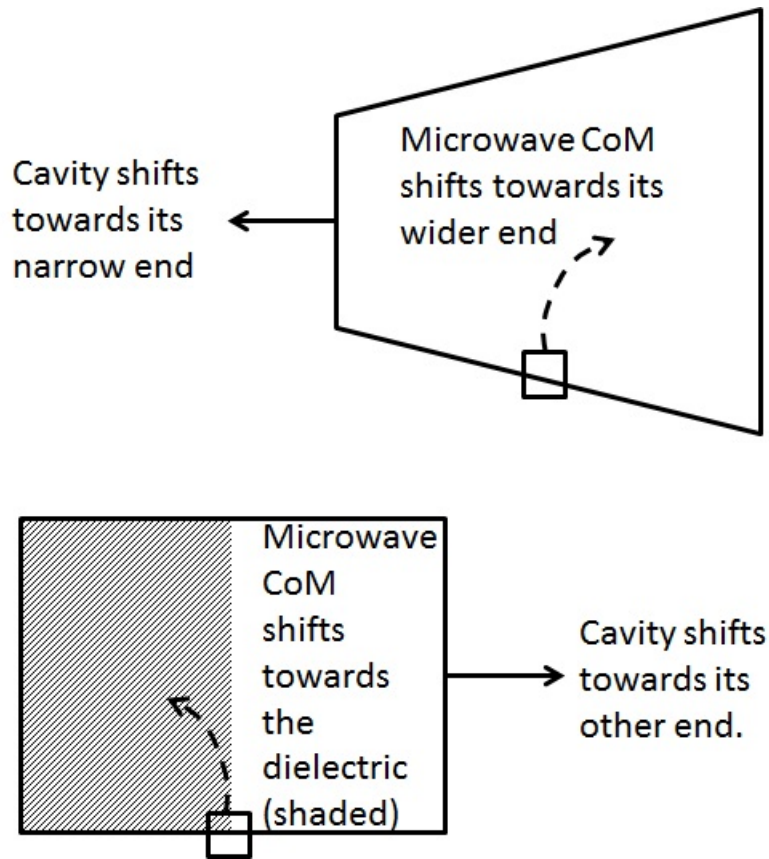 Cavity shifts
towards its
narrow end
Microwave CoM
shifts towards its
wider end
Microwave
CoM
shifts
towards
the
dielectric
(shaded)
Cavity shifts
towards its
other end.